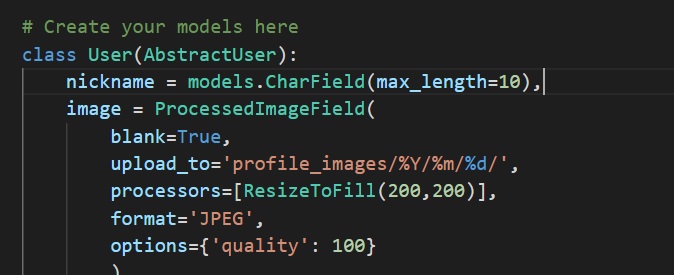 # Create your models here
class User(AbstractUser):
nickname = models.CharField(max_length=10),
image = ProcessedImageField(
blank=True,
upload_to='profile_images/%Y/%m/%d/',
processors=[ResizeToFill(200,200)],
format='JPEG',
options={'quality': 100}
)